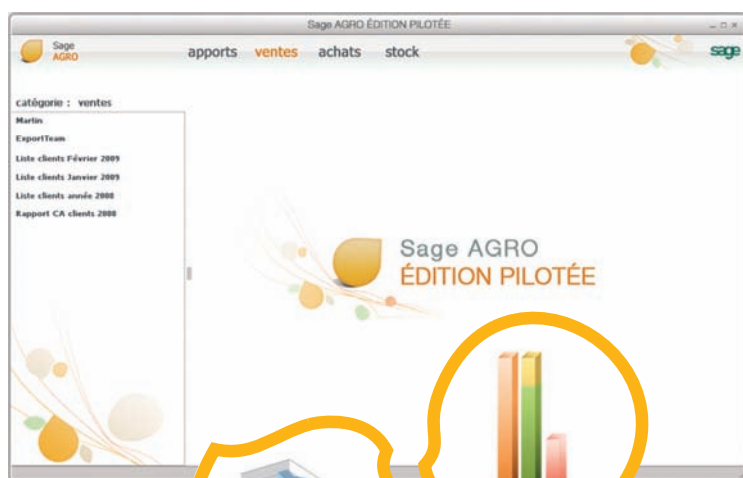 Sage AGRO ÉDITION PILOTÉE
Sage
AGRO
apports ventes achats stock
sage
catégorie : ventes
Martin
ExportTeam
Liste clients Février 2009
Liste clients Janvier 2009
Liste clients année 2008
Rapport CA clients 2008
Sage AGRO
ÉDITION PILOTÉE